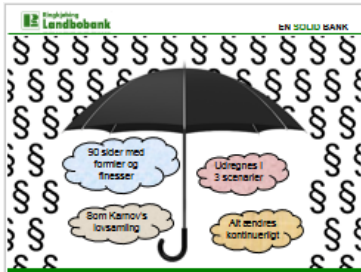 Ringkjøbing
Landbobank
EN SOLID BANK
90 sider med
formler og
finesser
Udregnes i
3 scenarier
Som Karnov's
lovsamling
Alt ændres
kontinuerligt